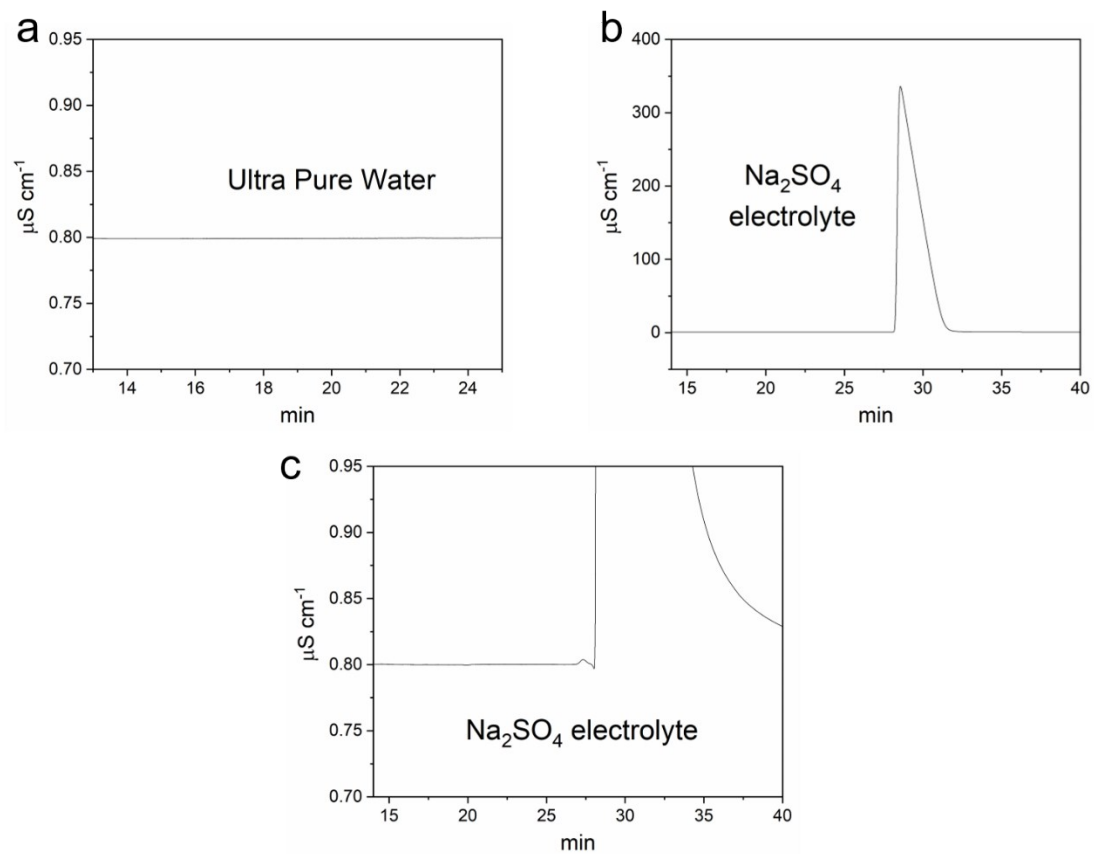 a
0.95
0.90
0.85
0.80
0.75
0.70
μS cm⁻¹
Ultra Pure Water
14 16 18 20 22 24
min
b
400
300
200
100
0
μS cm⁻¹
Na₂SO₄
electrolyte
15 20 25 30 35 40
min
c
0.95
0.90
0.85
0.80
0.75
0.70
μS cm⁻¹
Na₂SO₄ electrolyte
15 20 25 30 35 40
min